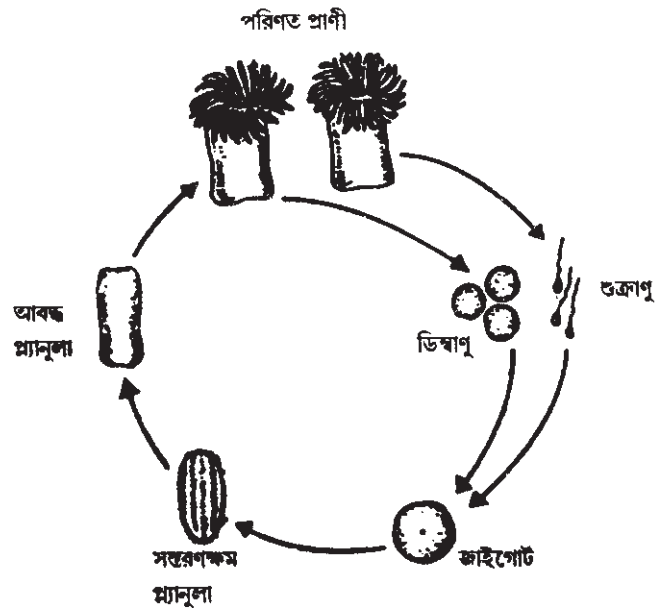 পরিণত প্রাণী
শুক্রাণু
ডিম্বাণু
আবদ্ধ
প্ল্যানুলা
জাইগোট
সন্তরণক্ষম
প্ল্যানুলা